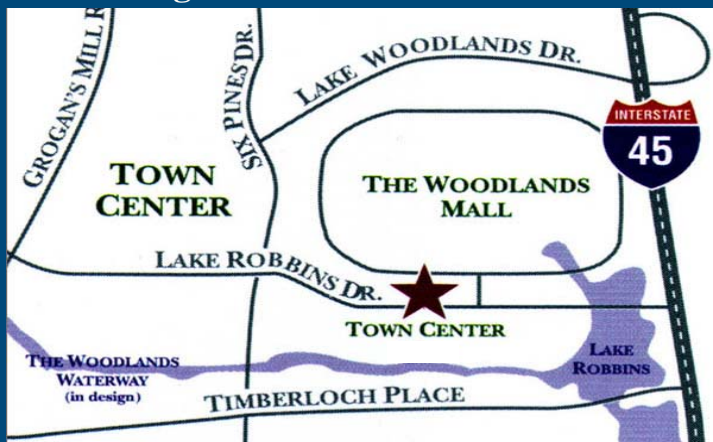 GROGAN'S MILL R
SIX PINES DR.
LAKE WOODLANDS DR.
INTERSTATE
45
TOWN
CENTER
THE WOODLANDS
MALL
LAKE ROBBINS DR.
TOWN CENTER
THE WOODLANDS
WATERWAY
(in design)
LAKE
ROBBINS
TIMBERLOCH PLACE